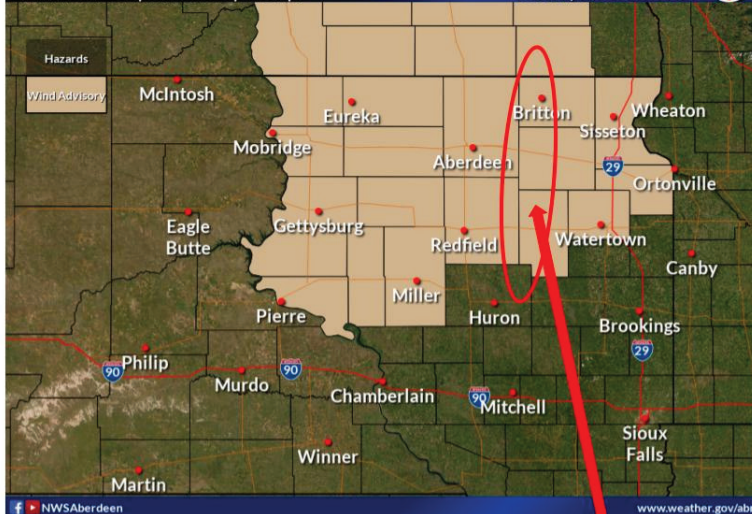 Hazards
Wind Advisory
McIntosh
Eureka
Britton
Wheaton
Sisseton
Mobridge
Aberdeen
29
Ortonville
Eagle
Butte
Gettysburg
Redfield
Watertown
Canby
Miller
Pierre
Huron
Brookings
Philip
90
Murdo
90
29
Chamberlain
90
Mitchell
Sioux
Falls
Winner
Martin
NWSAberdeen
www.weather.gov/abr